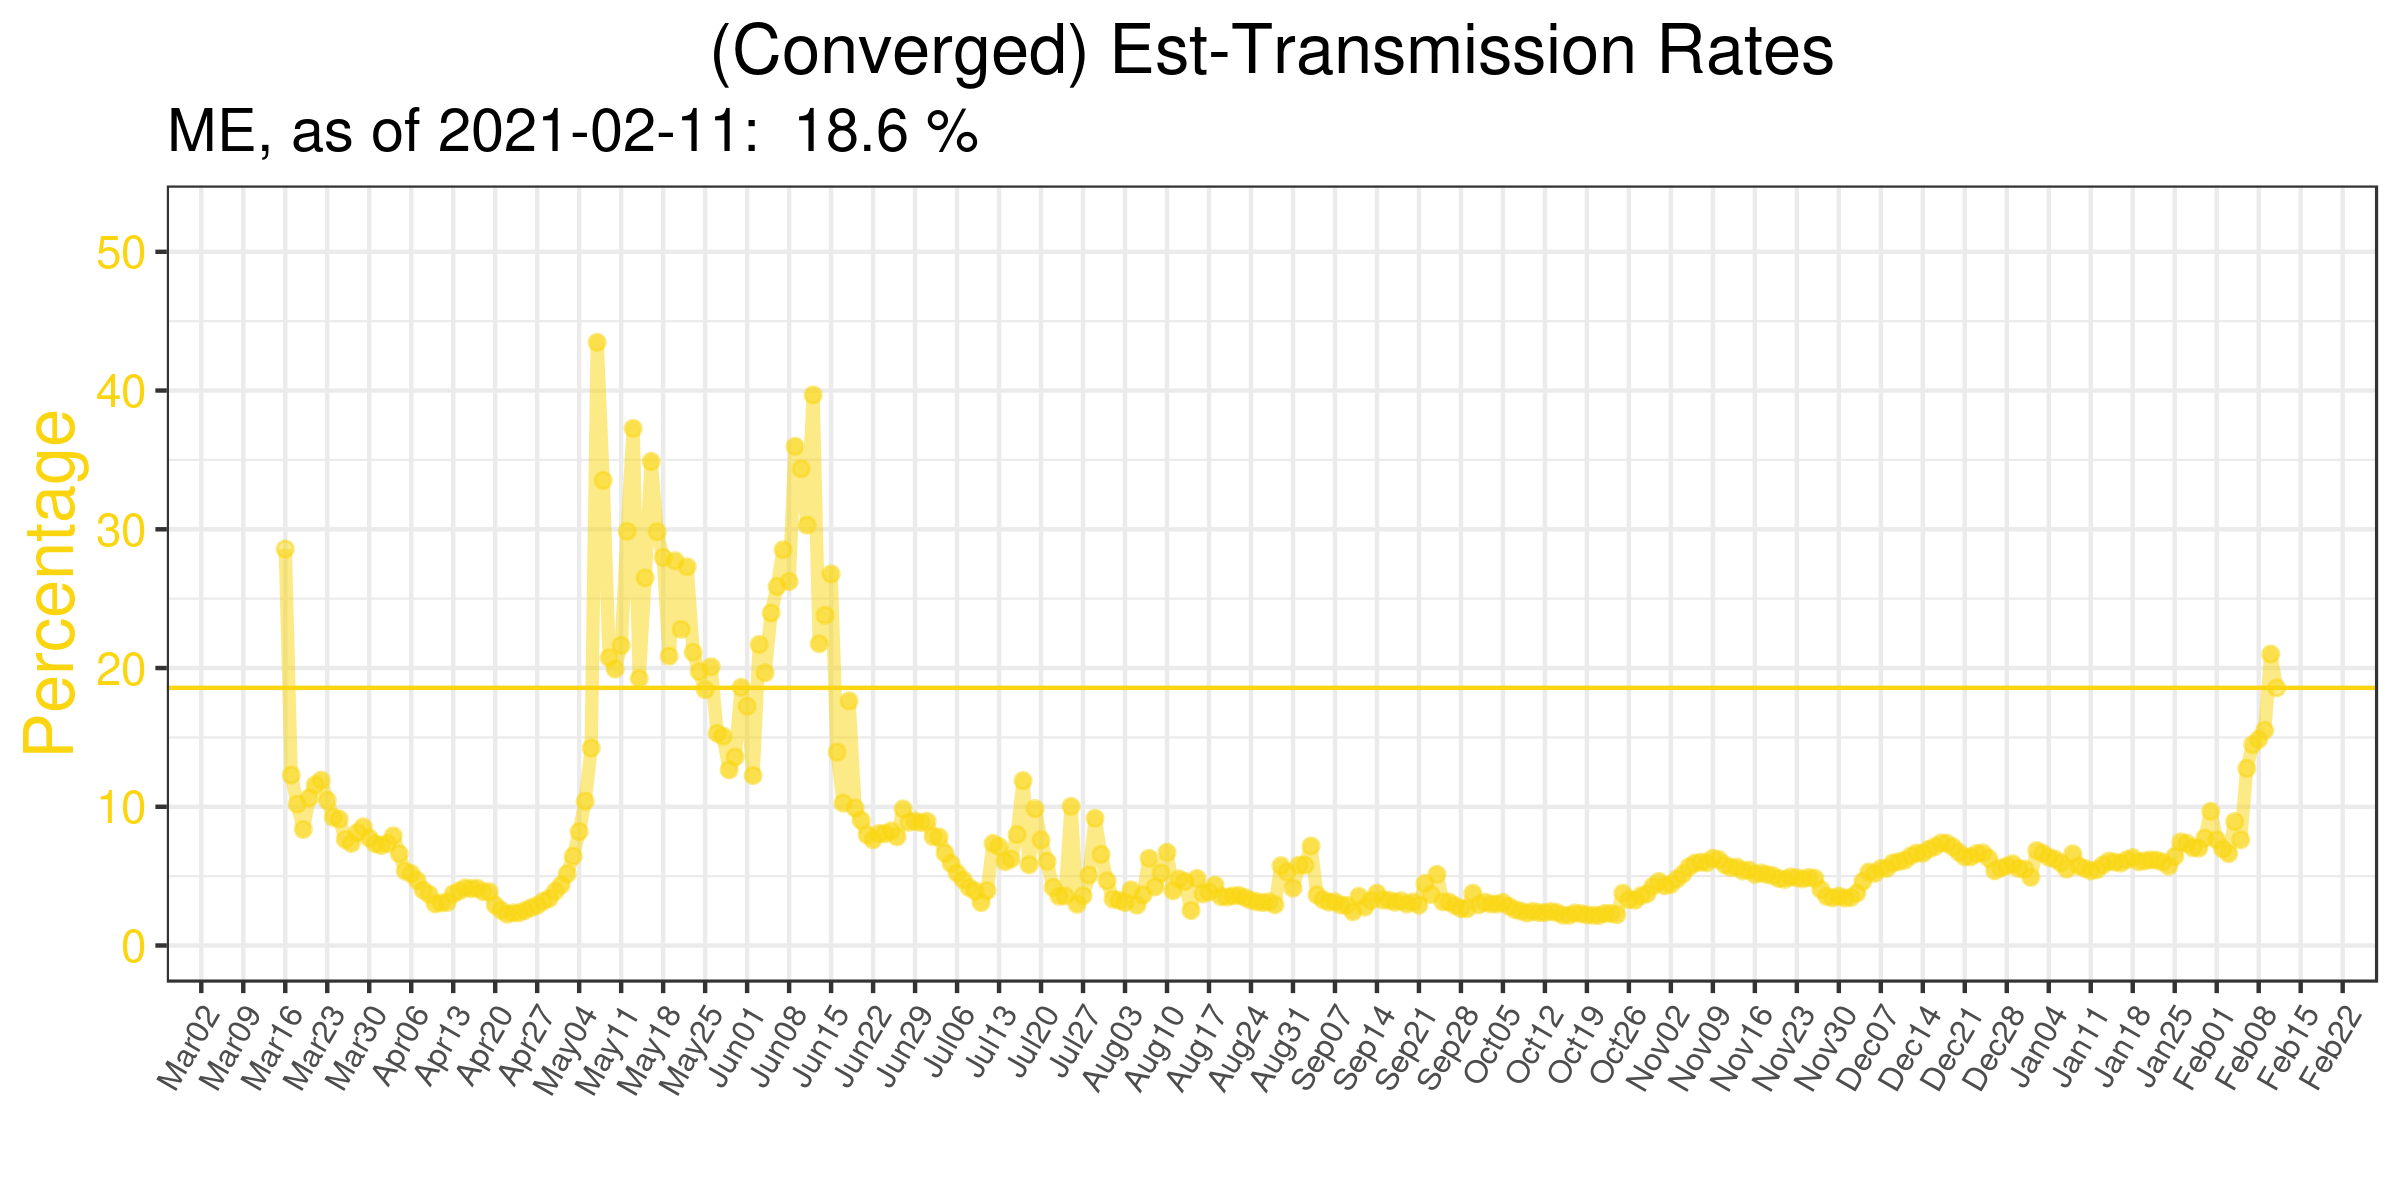 (Converged) Est-Transmission Rates
ME, as of 2021-02-11:  18.6 %
Percentage
50
40
30
20
10
0
Mar02 Mar09 Mar16 Mar23 Mar30 Apr06 Apr13 Apr20 Apr27 May04 May11 May18 May25 Jun01 Jun08 Jun15 Jun22 Jun29 Jul06 Jul13 Jul20 Jul27 Aug03 Aug10 Aug17 Aug24 Aug31 Sep07 Sep14 Sep21 Sep28 Oct05 Oct12 Oct19 Oct26 Nov02 Nov09 Nov16 Nov23 Nov30 Dec07 Dec14 Dec21 Dec28 Jan04 Jan11 Jan18 Jan25 Feb01 Feb08 Feb15 Feb22